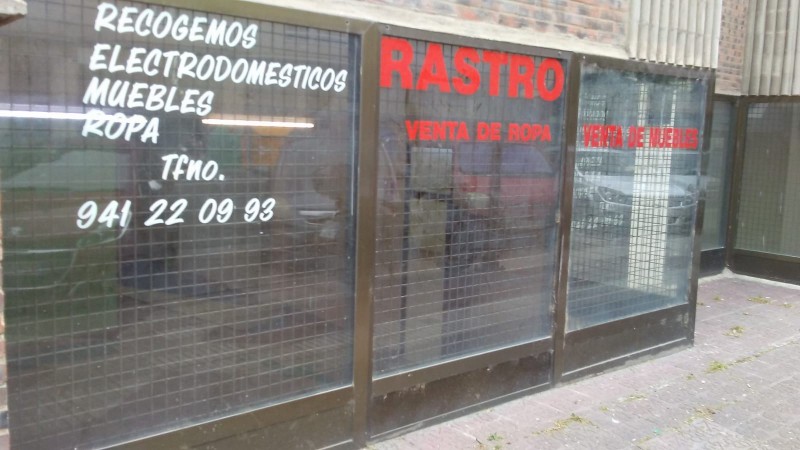 RECOGEMOS
ELECTRODOMESTICOS
MUEBLES
ROPA
Tfno.
941 22 09 93
RASTRO
VENTA DE ROPA
VENTA DE MUEBLES